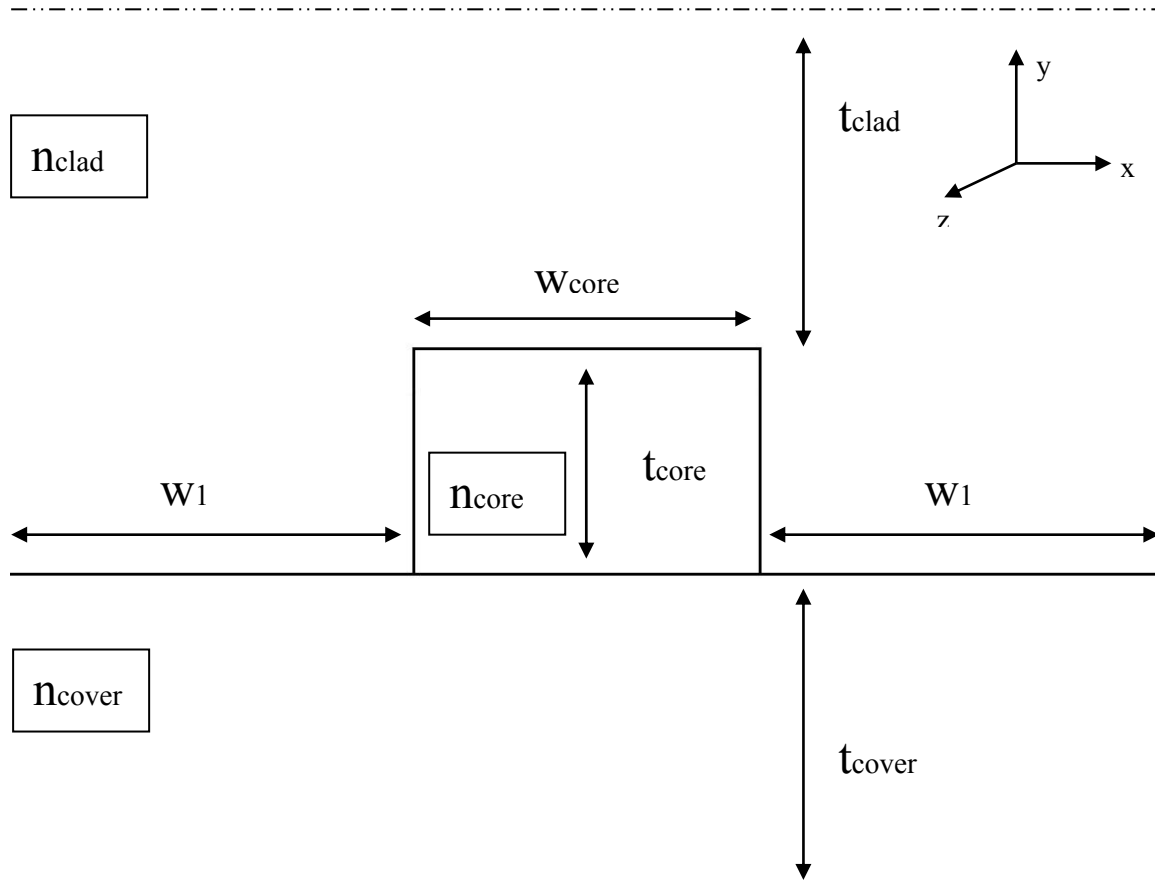 y
tclad
nclad
x
z
wcore
tcore
ncore
w1
w1
ncover
tcover